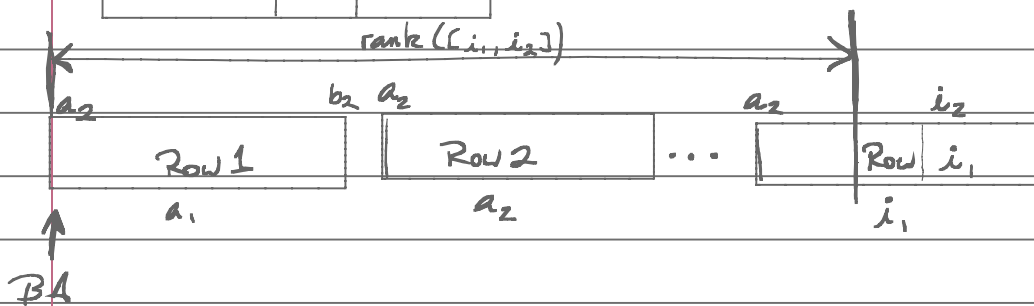 rank([i₁, i₂])
a₂ b₂ a₂ a₂ i₂
Row 1 Row 2 ... Row i₁
a₁ a₂ i₁
BA